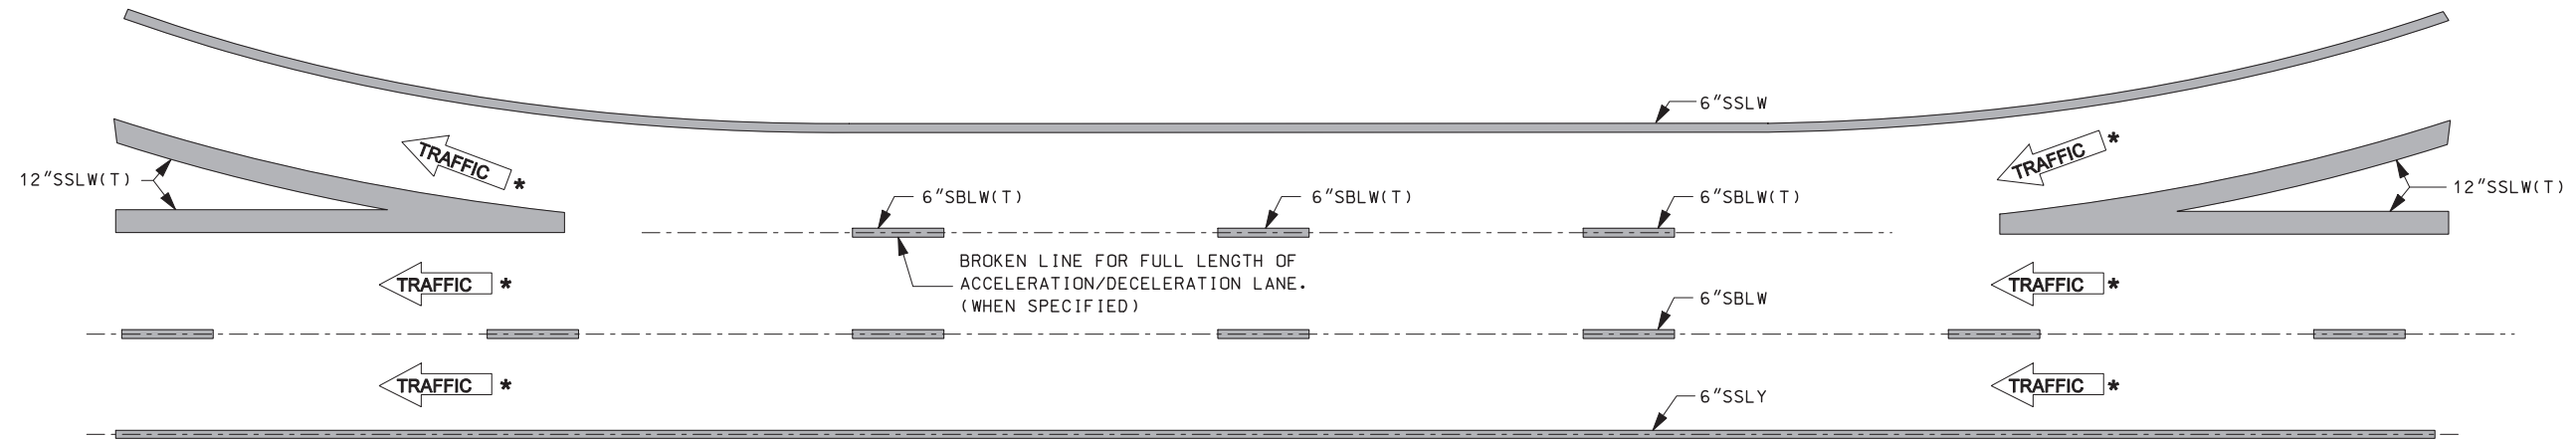 6"SSLW
TRAFFIC *
TRAFFIC *
12"SSLW(T)
12"SSLW(T)
6"SBLW(T)
6"SBLW(T)
6"SBLW(T)
BROKEN LINE FOR FULL LENGTH OF
ACCELERATION/DECELERATION LANE.
(WHEN SPECIFIED)
TRAFFIC *
TRAFFIC *
6"SBLW
TRAFFIC *
TRAFFIC *
6"SSLY